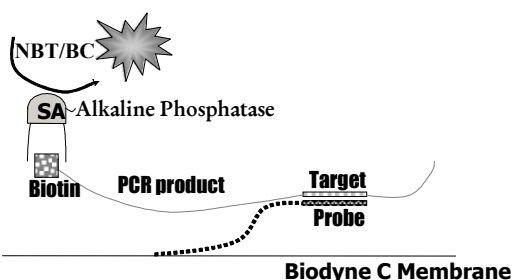 NBT/BC
SA
Alkaline Phosphatase
Biotin
PCR product
Target
Probe
Biodyne C Membrane